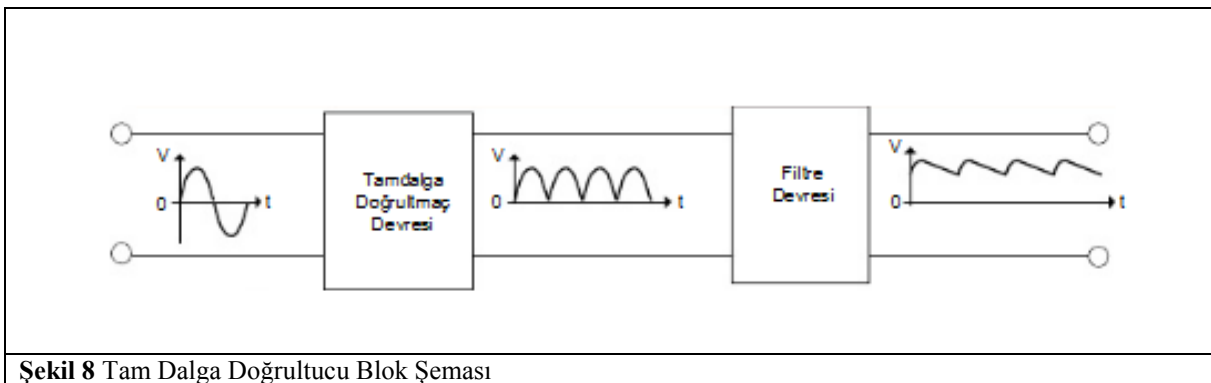 V
0
t
Tamdalga
Doğrultmaç
Devresi
V
0
t
Filtre
Devresi
V
0
t
Şekil 8 Tam Dalga Doğrultucu Blok Şeması